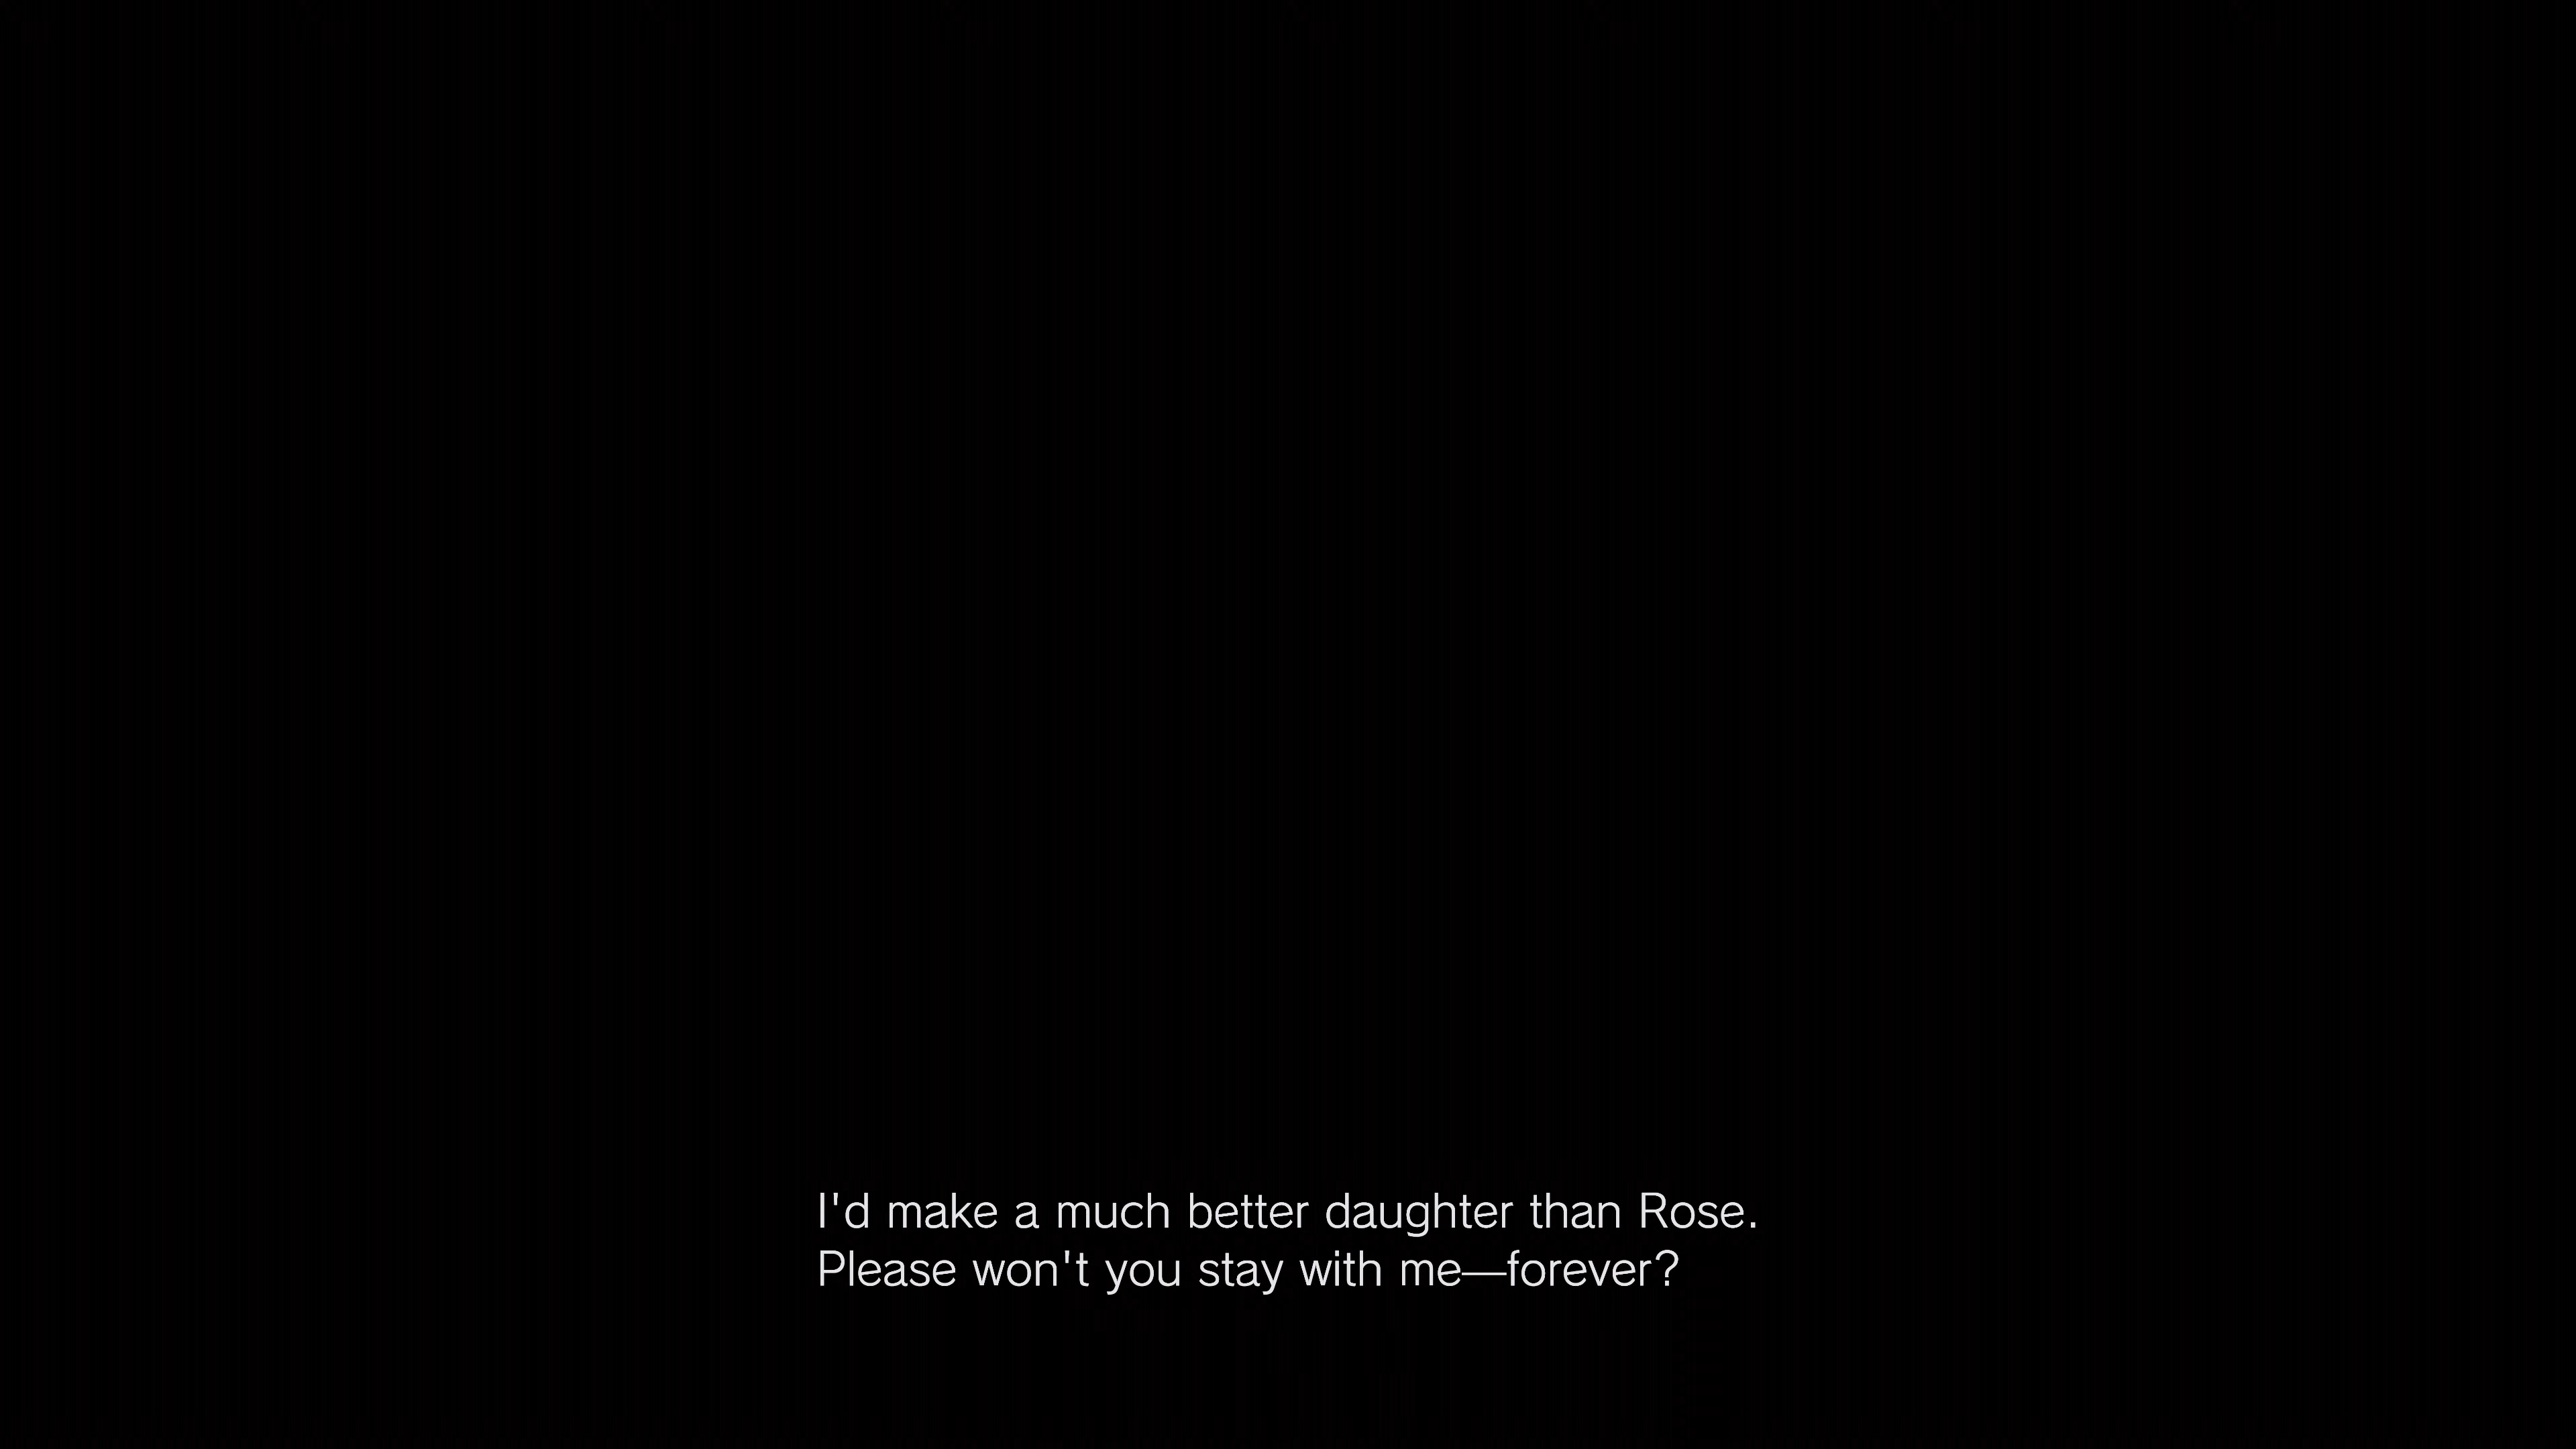 I'd make a much better daughter than Rose.
Please won't you stay with me—forever?